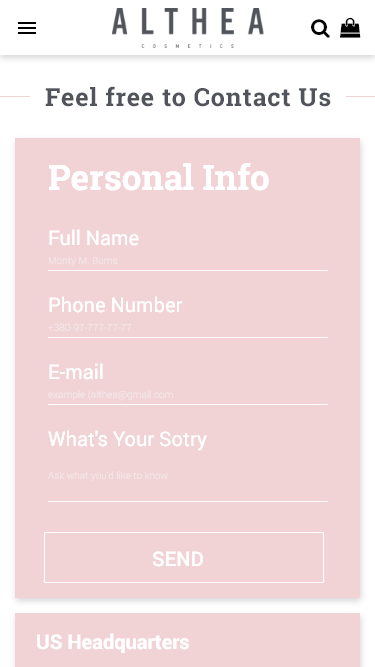 ALTHEA
COSMETICS
Feel free to Contact Us
Personal Info
Full Name
Monty M. Burns
Phone Number
+380-97-777-77-77
E-mail
example (althea@gmail.com
What's Your Sotry
Ask what you'd like to know
SEND
US Headquarters